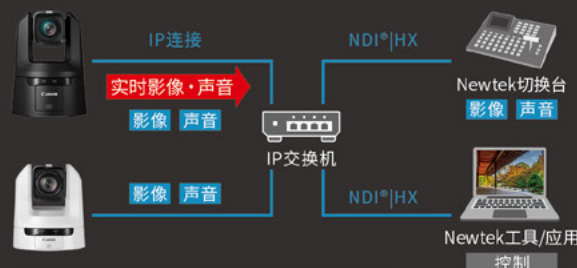 IP连接
NDI®|HX
实时影像・声音
影像 声音
Canon
Newtek切换台
影像 声音
IP交换机
影像 声音
NDI®|HX
Newtek工具/应用
控制